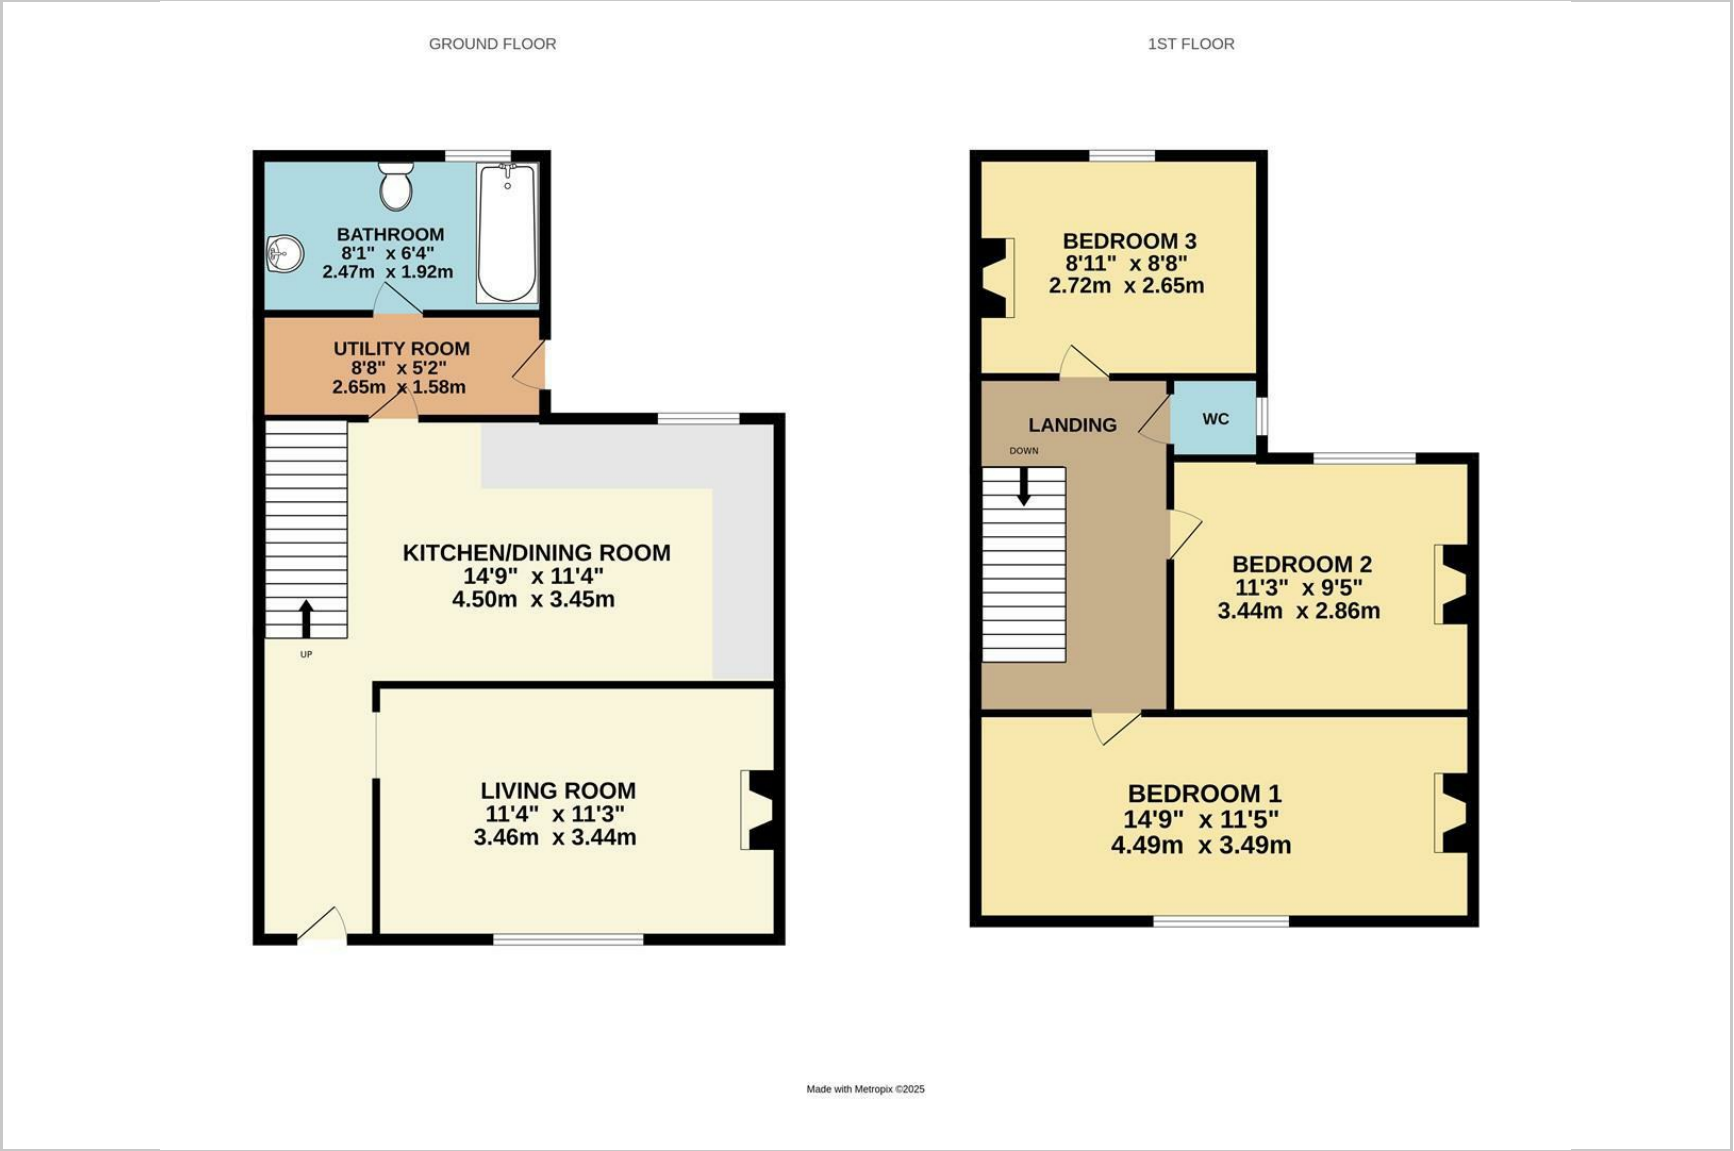 GROUND FLOOR
BATHROOM
8'1" x 6'4"
2.47m x 1.92m
UTILITY ROOM
8'8" x 5'2"
2.65m x 1.58m
KITCHEN/DINING ROOM
14'9" x 11'4"
4.50m x 3.45m
UP
LIVING ROOM
11'4" x 11'3"
3.46m x 3.44m
1ST FLOOR
BEDROOM 3
8'11" x 8'8"
2.72m x 2.65m
LANDING
WC
DOWN
BEDROOM 2
11'3" x 9'5"
3.44m x 2.86m
BEDROOM 1
14'9" x 11'5"
4.49m x 3.49m
Made with Metropix ©2025